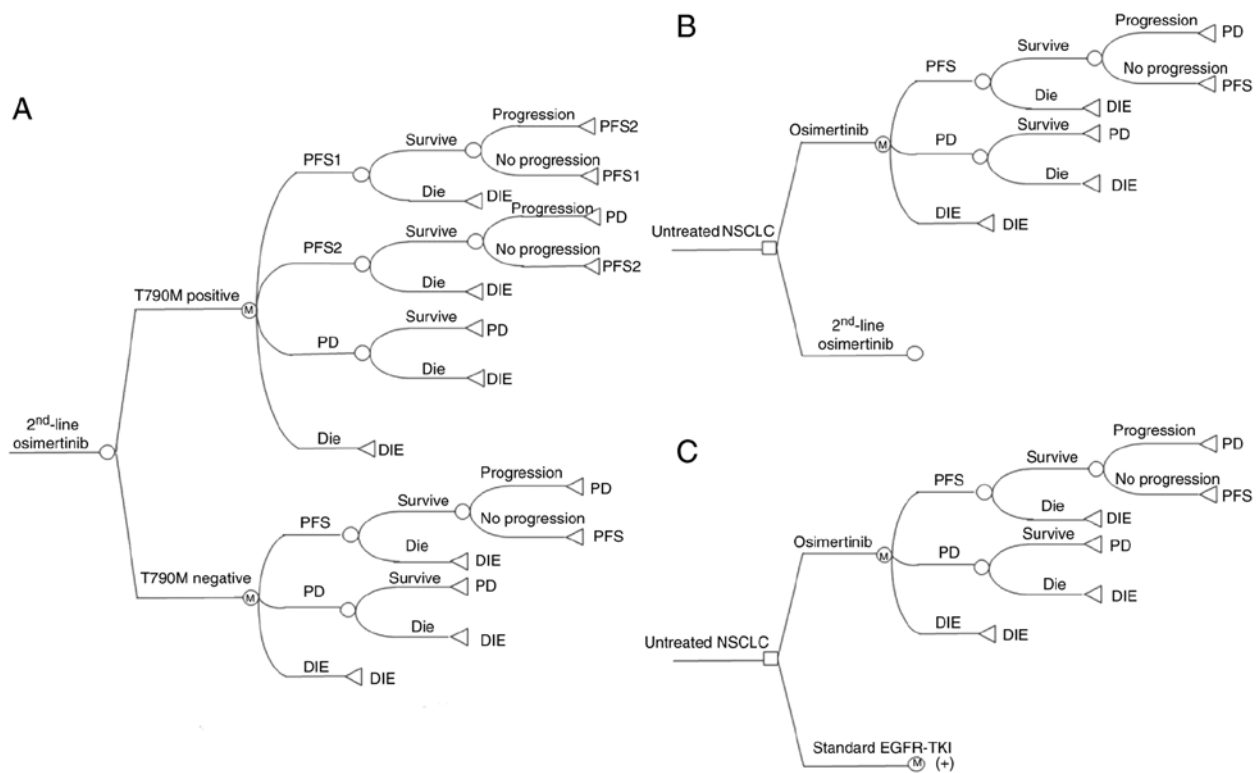 A
2nd-line
osimertinib
T790M positive
M
PFS1
Survive
Progression
PFS2
No progression
PFS1
Die
DIE
PFS2
Survive
Progression
PD
No progression
PFS2
Die
DIE
PD
Survive
PD
Die
DIE
Die
DIE
T790M negative
M
PFS
Survive
Progression
PD
No progression
PFS
Die
DIE
PD
Survive
PD
Die
DIE
DIE
DIE
B
Untreated NSCLC
Osimertinib
M
PFS
Survive
Progression
PD
No progression
PFS
Die
DIE
PD
Survive
PD
Die
DIE
DIE
DIE
2nd-line
osimertinib
C
Untreated NSCLC
Osimertinib
M
PFS
Survive
Progression
PD
No progression
PFS
Die
DIE
PD
Survive
PD
Die
DIE
DIE
DIE
Standard EGFR-TKI
M (+)